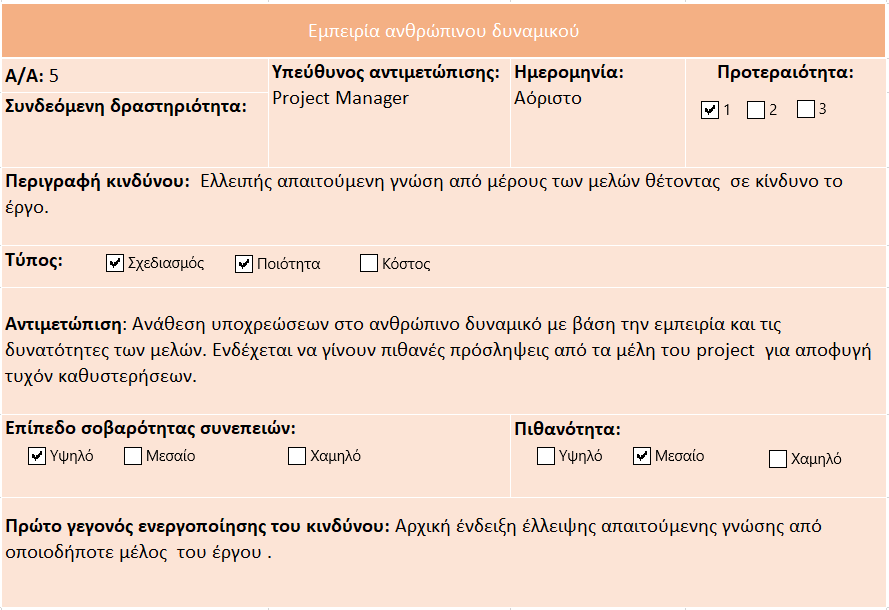 Εμπειρία ανθρώπινου δυναμικού
Α/Α: 5
Συνδεόμενη δραστηριότητα:
Υπεύθυνος αντιμετώπισης:
Project Manager
Ημερομηνία:
Αόριστο
Προτεραιότητα:
1 2 3
Περιγραφή κινδύνου: Ελλειπής απαιτούμενη γνώση από μέρους των μελών θέτοντας σε κίνδυνο το
έργο.
Τύπος: Σχεδιασμός Ποιότητα Κόστος
Αντιμετώπιση: Ανάθεση υποχρεώσεων στο ανθρώπινο δυναμικό με βάση την εμπειρία και τις
δυνατότητες των μελών. Ενδέχεται να γίνουν πιθανές πρόσληψεις από τα μέλη του project για αποφυγή
τυχόν καθυστερήσεων.
Επίπεδο σοβαρότητας συνεπειών:
Υψηλό Μεσαίο Χαμηλό
Πιθανότητα:
Υψηλό Μεσαίο Χαμηλό
Πρώτο γεγονός ενεργοποίησης του κινδύνου: Αρχική ένδειξη έλλειψης απαιτούμενης γνώσης από
οποιοδήποτε μέλος του έργου .